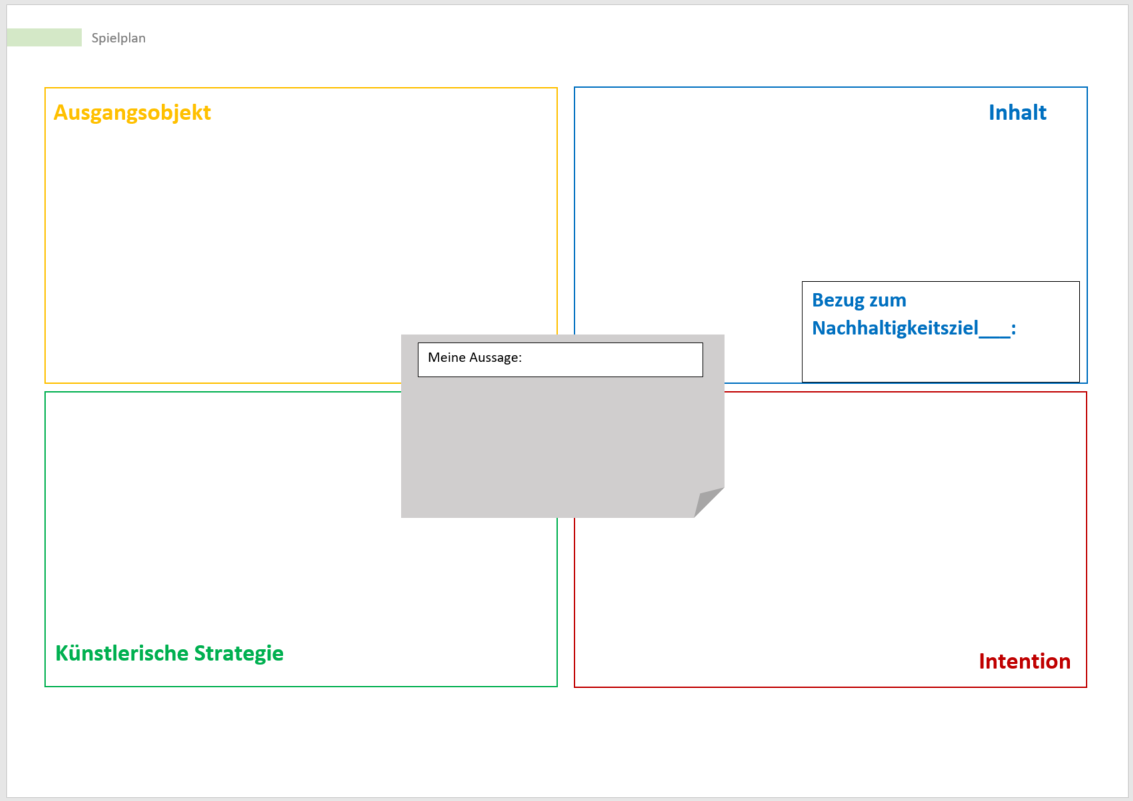 Spielplan
Ausgangsobjekt
Inhalt
Bezug zum
Nachhaltigkeitsziel___:
Meine Aussage:
Künstlerische Strategie
Intention